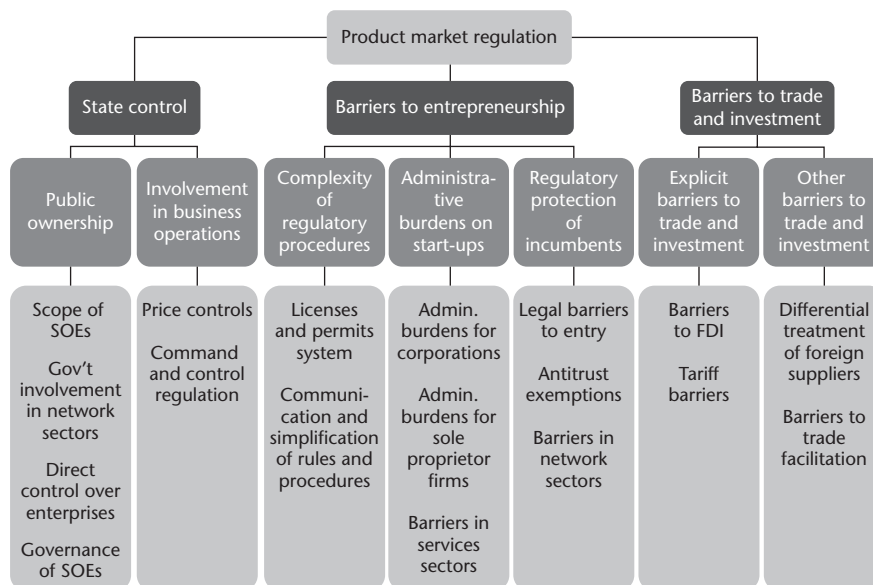 Product market regulation
State control
Barriers to entrepreneurship
Barriers to trade
and investment
Public
ownership
Involvement
in business
operations
Complexity
of
regulatory
procedures
Administra-
tive
burdens on
start-ups
Regulatory
protection
of
incumbents
Explicit
barriers to
trade and
investment
Other
barriers to
trade and
investment
Scope of
SOEs
Gov't
involvement
in network
sectors
Direct
control over
enterprises
Governance
of SOEs
Price controls
Command
and control
regulation
Licenses
and permits
system
Communi-
cation and
simplification
of rules and
procedures
Admin.
burdens for
corporations
Admin.
burdens for
sole
proprietor
firms
Barriers in
services
sectors
Legal barriers
to entry
Antitrust
exemptions
Barriers in
network
sectors
Barriers
to FDI
Tariff
barriers
Differential
treatment
of foreign
suppliers
Barriers to
trade
facilitation